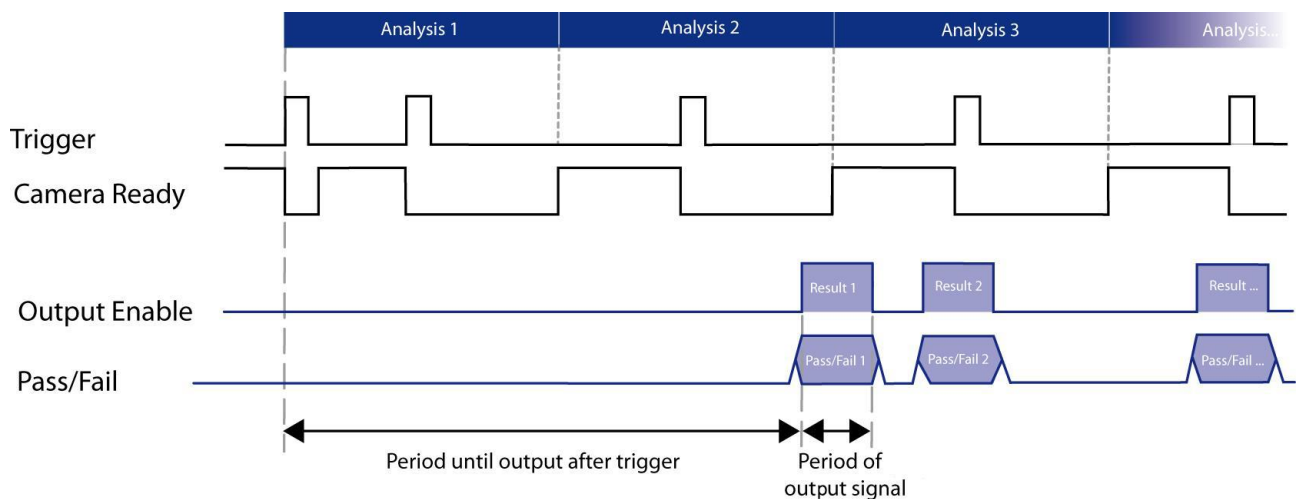 Analysis 1
Analysis 2
Analysis 3
Analysis...
Trigger
Camera Ready
Output Enable
Result 1
Result 2
Result ...
Pass/Fail
Pass/Fail 1
Pass/Fail 2
Pass/Fail ...
Period until output after trigger
Period of
output signal